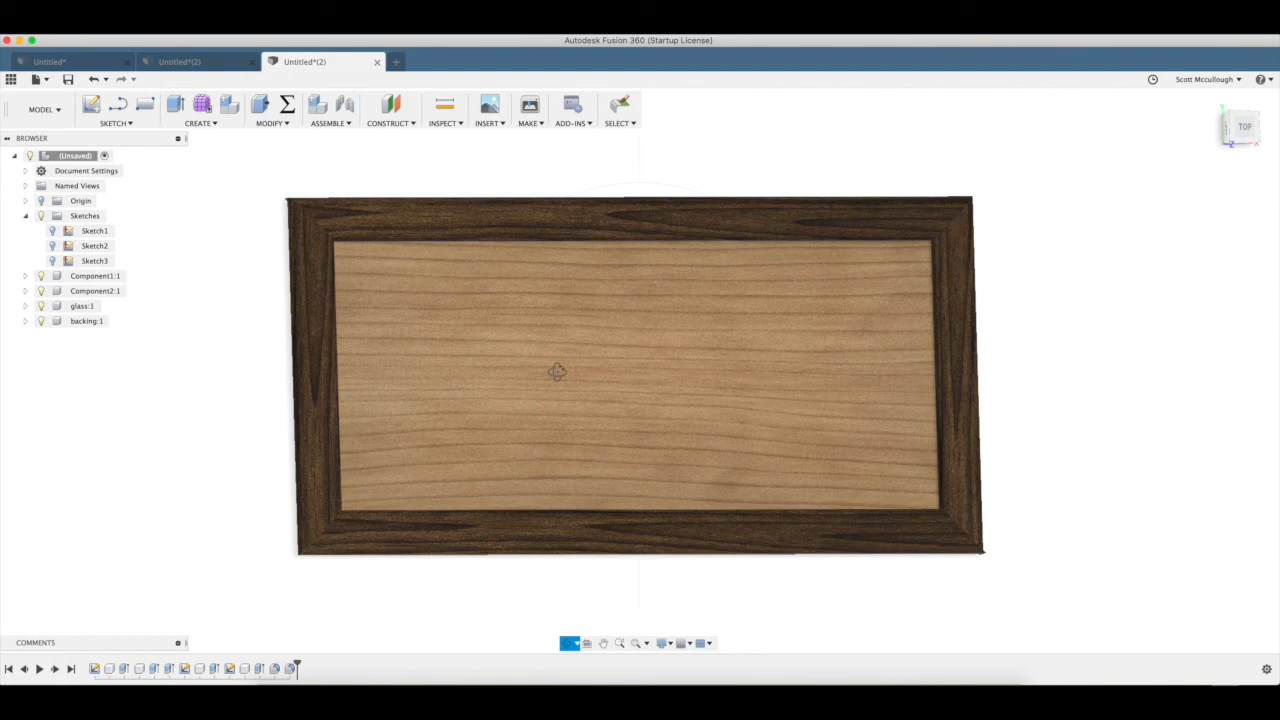 Autodesk Fusion 360 (Startup License)
Untitled* Untitled*(2) Untitled*(2)
Scott Mccullough
MODEL SKETCH CREATE MODIFY ASSEMBLE CONSTRUCT INSPECT INSERT MAKE ADD-INS SELECT
TOP
BROWSER
(Unsaved)
Document Settings
Named Views
Origin
Sketches
Sketch1
Sketch2
Sketch3
Component1:1
Component2:1
glass:1
backing:1
COMMENTS